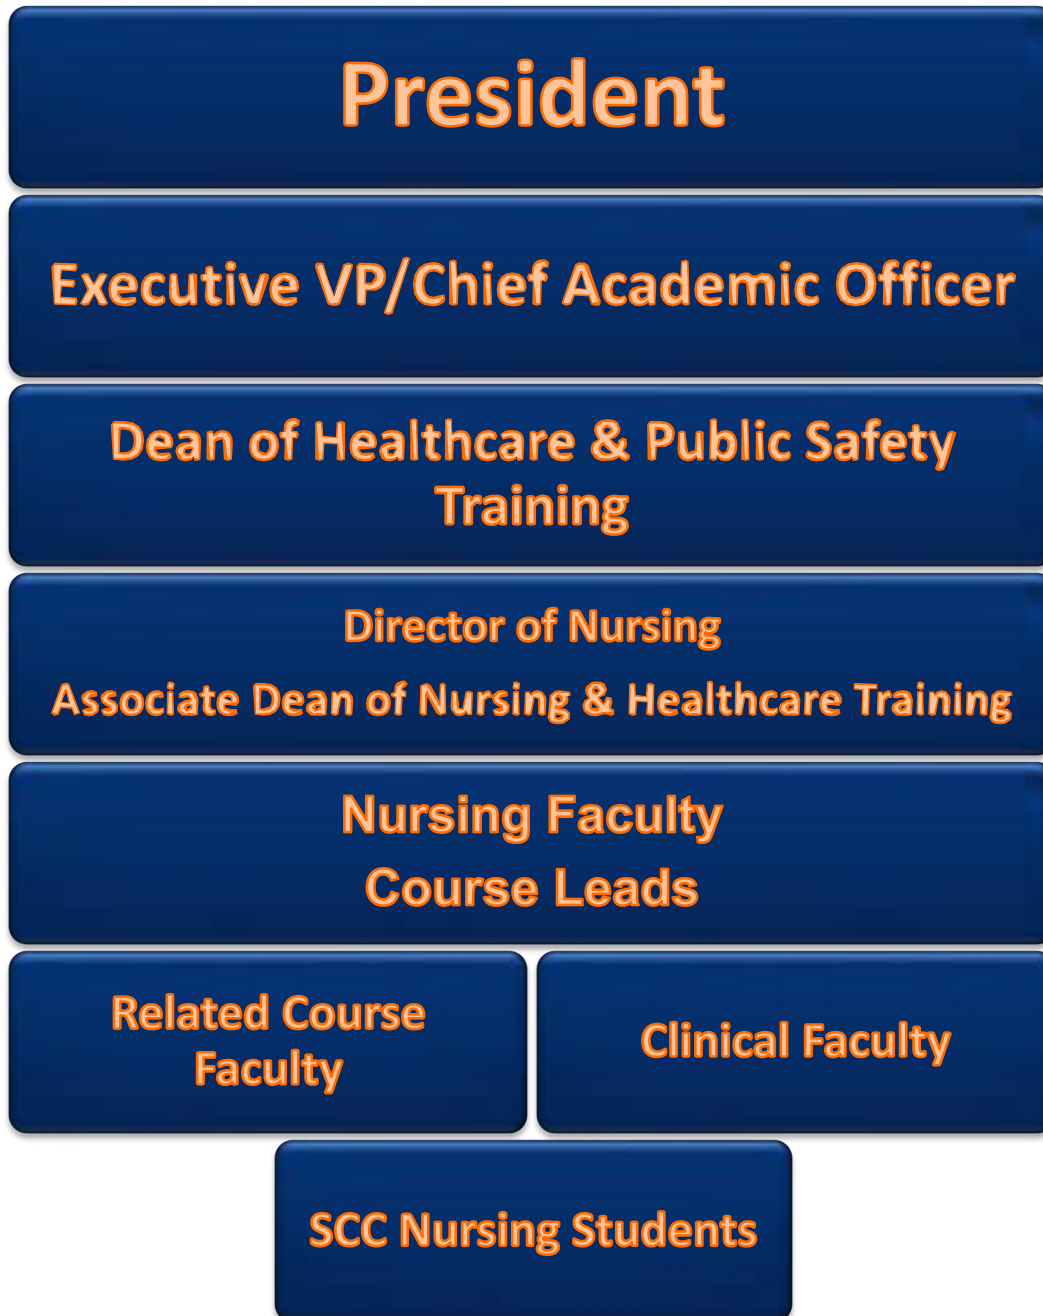 President
Executive VP/Chief Academic Officer
Dean of Healthcare & Public Safety
Training
Director of Nursing
Associate Dean of Nursing & Healthcare Training
Nursing Faculty
Course Leads
Related Course
Faculty
Clinical Faculty
SCC Nursing Students